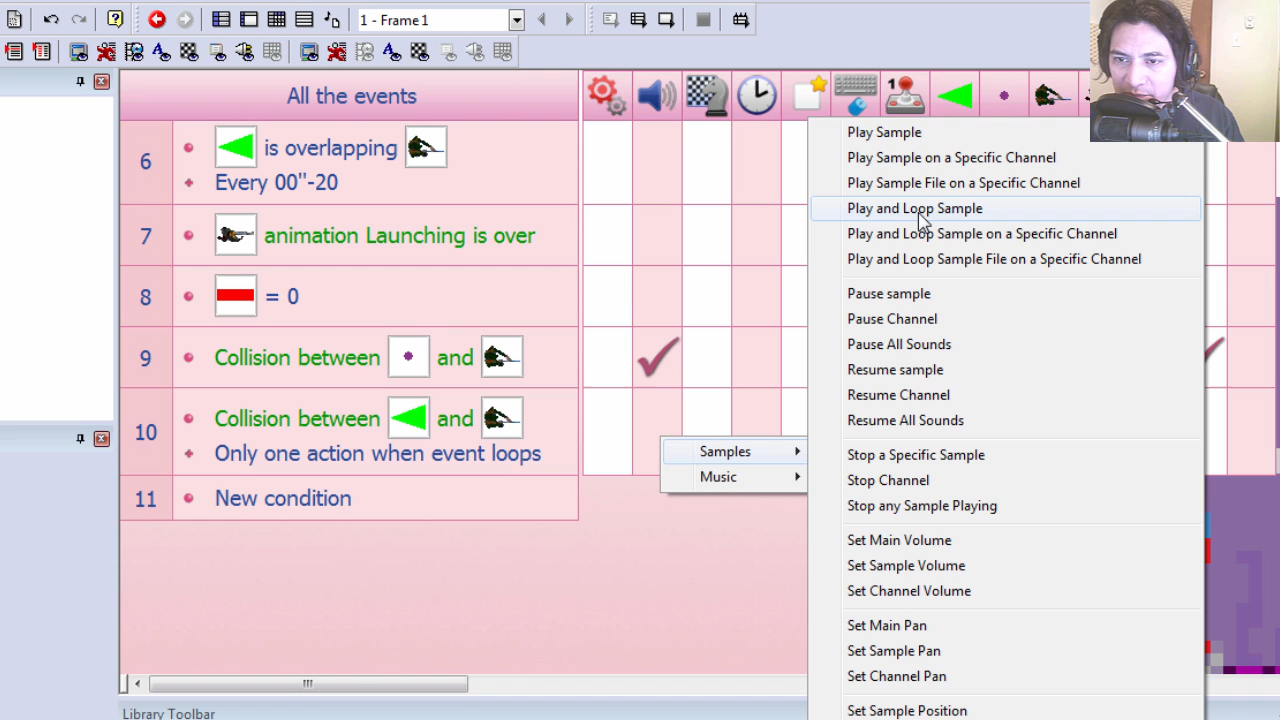 1 - Frame 1
All the events
6
is overlapping
Every 00"-20
7
animation Launching is over
8
= 0
9
Collision between
and
10
Collision between
and
Only one action when event loops
11
New condition
Samples
Music
Play Sample
Play Sample on a Specific Channel
Play Sample File on a Specific Channel
Play and Loop Sample
Play and Loop Sample on a Specific Channel
Play and Loop Sample File on a Specific Channel
Pause sample
Pause Channel
Pause All Sounds
Resume sample
Resume Channel
Resume All Sounds
Stop a Specific Sample
Stop Channel
Stop any Sample Playing
Set Main Volume
Set Sample Volume
Set Channel Volume
Set Main Pan
Set Sample Pan
Set Channel Pan
Set Sample Position
Library Toolbar